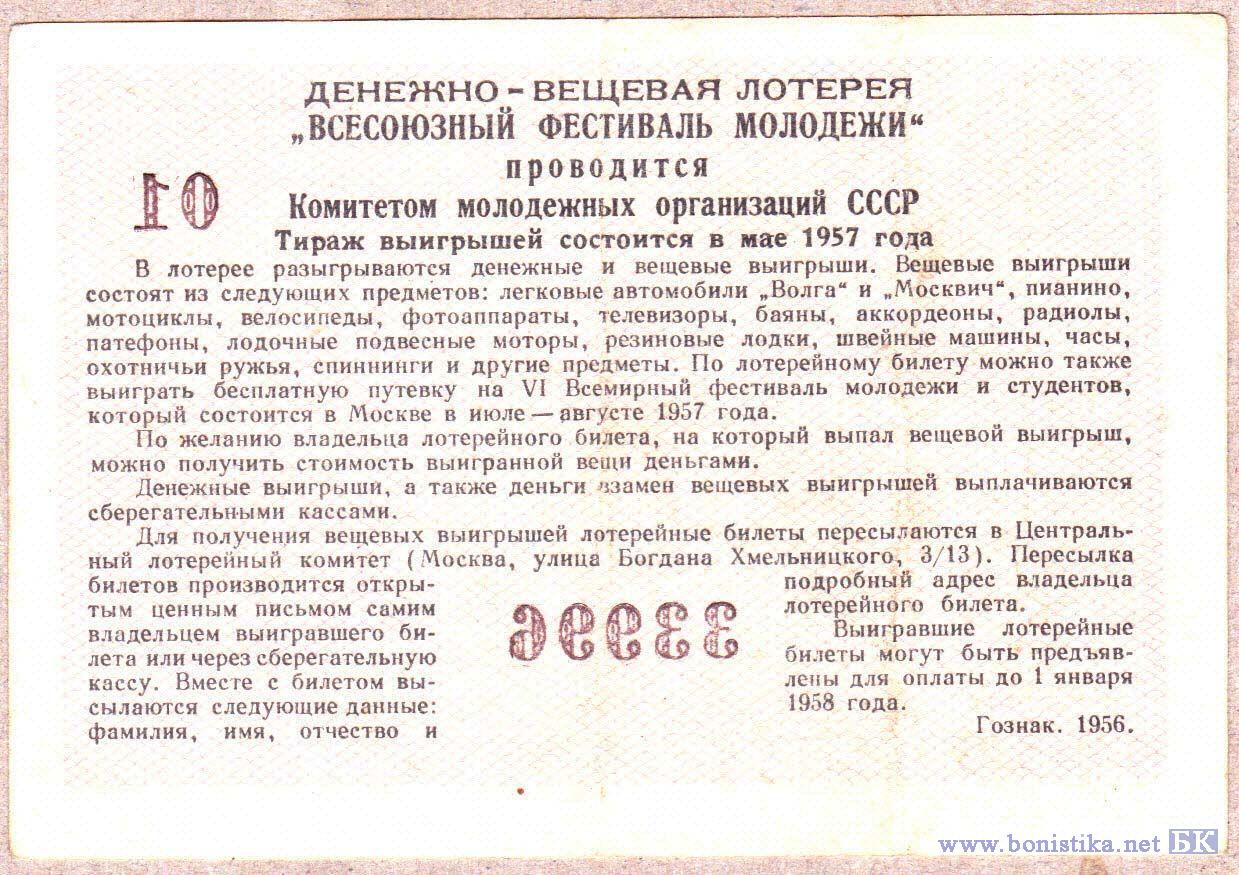 ДЕНЕЖНО - ВЕЩЕВАЯ ЛОТЕРЕЯ
„ВСЕСОЮЗНЫЙ ФЕСТИВАЛЬ МОЛОДЕЖИ“
проводится
01
Комитетом молодежных организаций СССР
Тираж выигрышей состоится в мае 1957 года
В лотерее разыгрываются денежные и вещевые выигрыши. Вещевые выигрыши
состоят из следующих предметов: легковые автомобили „Волга“ и „Москвич“, пианино,
мотоциклы, велосипеды, фотоаппараты, телевизоры, баяны, аккордеоны, радиолы,
патефоны, лодочные подвесные моторы, резиновые лодки, швейные машины, часы,
охотничьи ружья, спиннинги и другие предметы. По лотерейному билету можно также
выиграть бесплатную путевку на VI Всемирный фестиваль молодежи и студентов,
который состоится в Москве в июле — августе 1957 года.
По желанию владельца лотерейного билета, на который выпал вещевой выигрыш,
можно получить стоимость выигранной вещи деньгами.
Денежные выигрыши, а также деньги взамен вещевых выигрышей выплачиваются
сберегательными кассами.
Для получения вещевых выигрышей лотерейные билеты пересылаются в Централь-
ный лотерейный комитет (Москва, улица Богдана Хмельницкого, 3/13). Пересылка
билетов производится откры-
тым ценным письмом самим
владельцем выигравшего би-
лета или через сберегательную
кассу. Вместе с билетом вы-
сылаются следующие данные:
фамилия, имя, отчество и
подробный адрес владельца
лотерейного билета.
Выигравшие лотерейные
билеты могут быть предъяв-
лены для оплаты до 1 января
1958 года.
Гознак. 1956.
www.bonistika.net БК